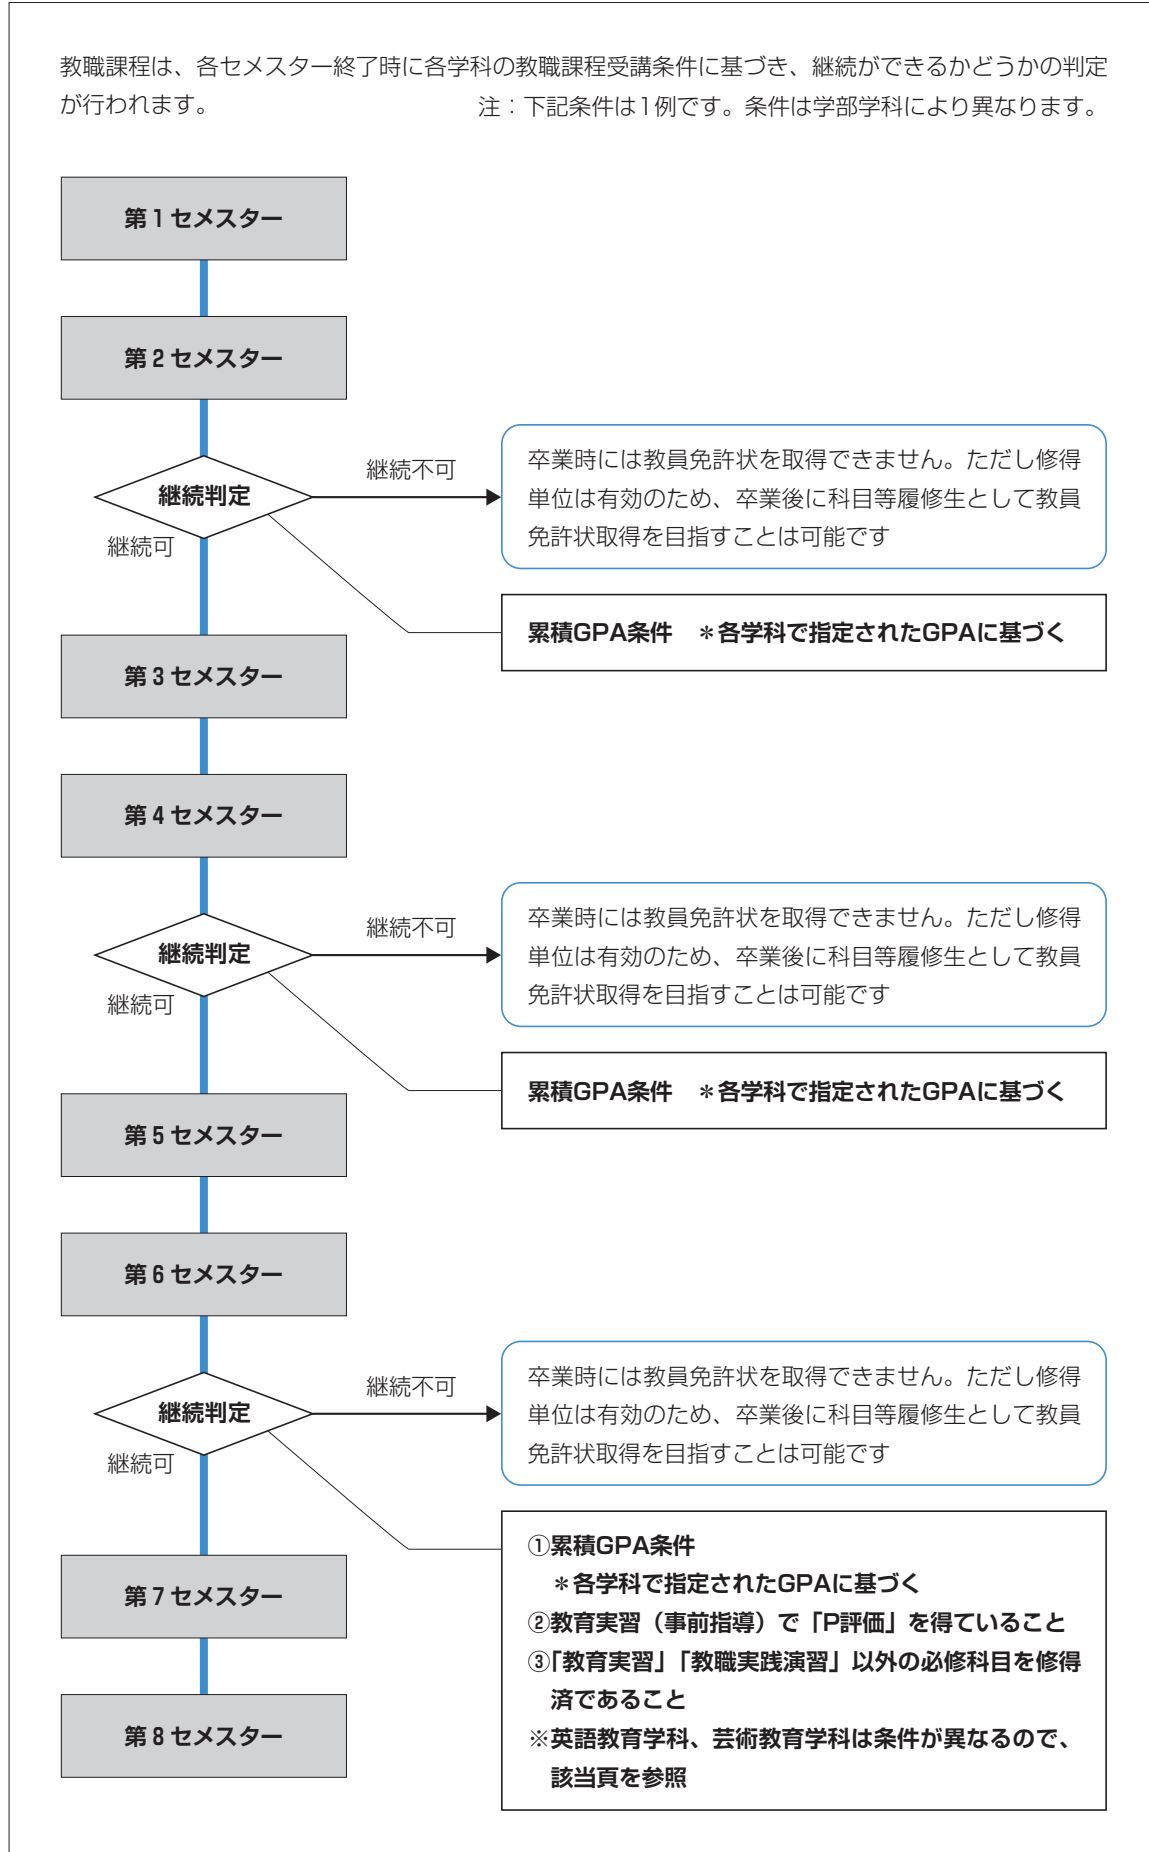 教職課程は、各セメスター終了時に各学科の教職課程受講条件に基づき、継続ができるかどうかの判定
が行われます。
注：下記条件は1例です。条件は学部学科により異なります。
第1セメスター
第2セメスター
継続判定
継続不可
継続可
卒業時には教員免許状を取得できません。ただし修得
単位は有効のため、卒業後に科目等履修生として教員
免許状取得を目指すことは可能です
累積GPA条件　＊各学科で指定されたGPAに基づく
第3セメスター
第4セメスター
継続判定
継続不可
継続可
卒業時には教員免許状を取得できません。ただし修得
単位は有効のため、卒業後に科目等履修生として教員
免許状取得を目指すことは可能です
累積GPA条件　＊各学科で指定されたGPAに基づく
第5セメスター
第6セメスター
継続判定
継続不可
継続可
卒業時には教員免許状を取得できません。ただし修得
単位は有効のため、卒業後に科目等履修生として教員
免許状取得を目指すことは可能です
①累積GPA条件
＊各学科で指定されたGPAに基づく
②教育実習（事前指導）で「P評価」を得ていること
③「教育実習」「教職実践演習」以外の必修科目を修得
済であること
※英語教育学科、芸術教育学科は条件が異なるので、
該当頁を参照
第7セメスター
第8セメスター